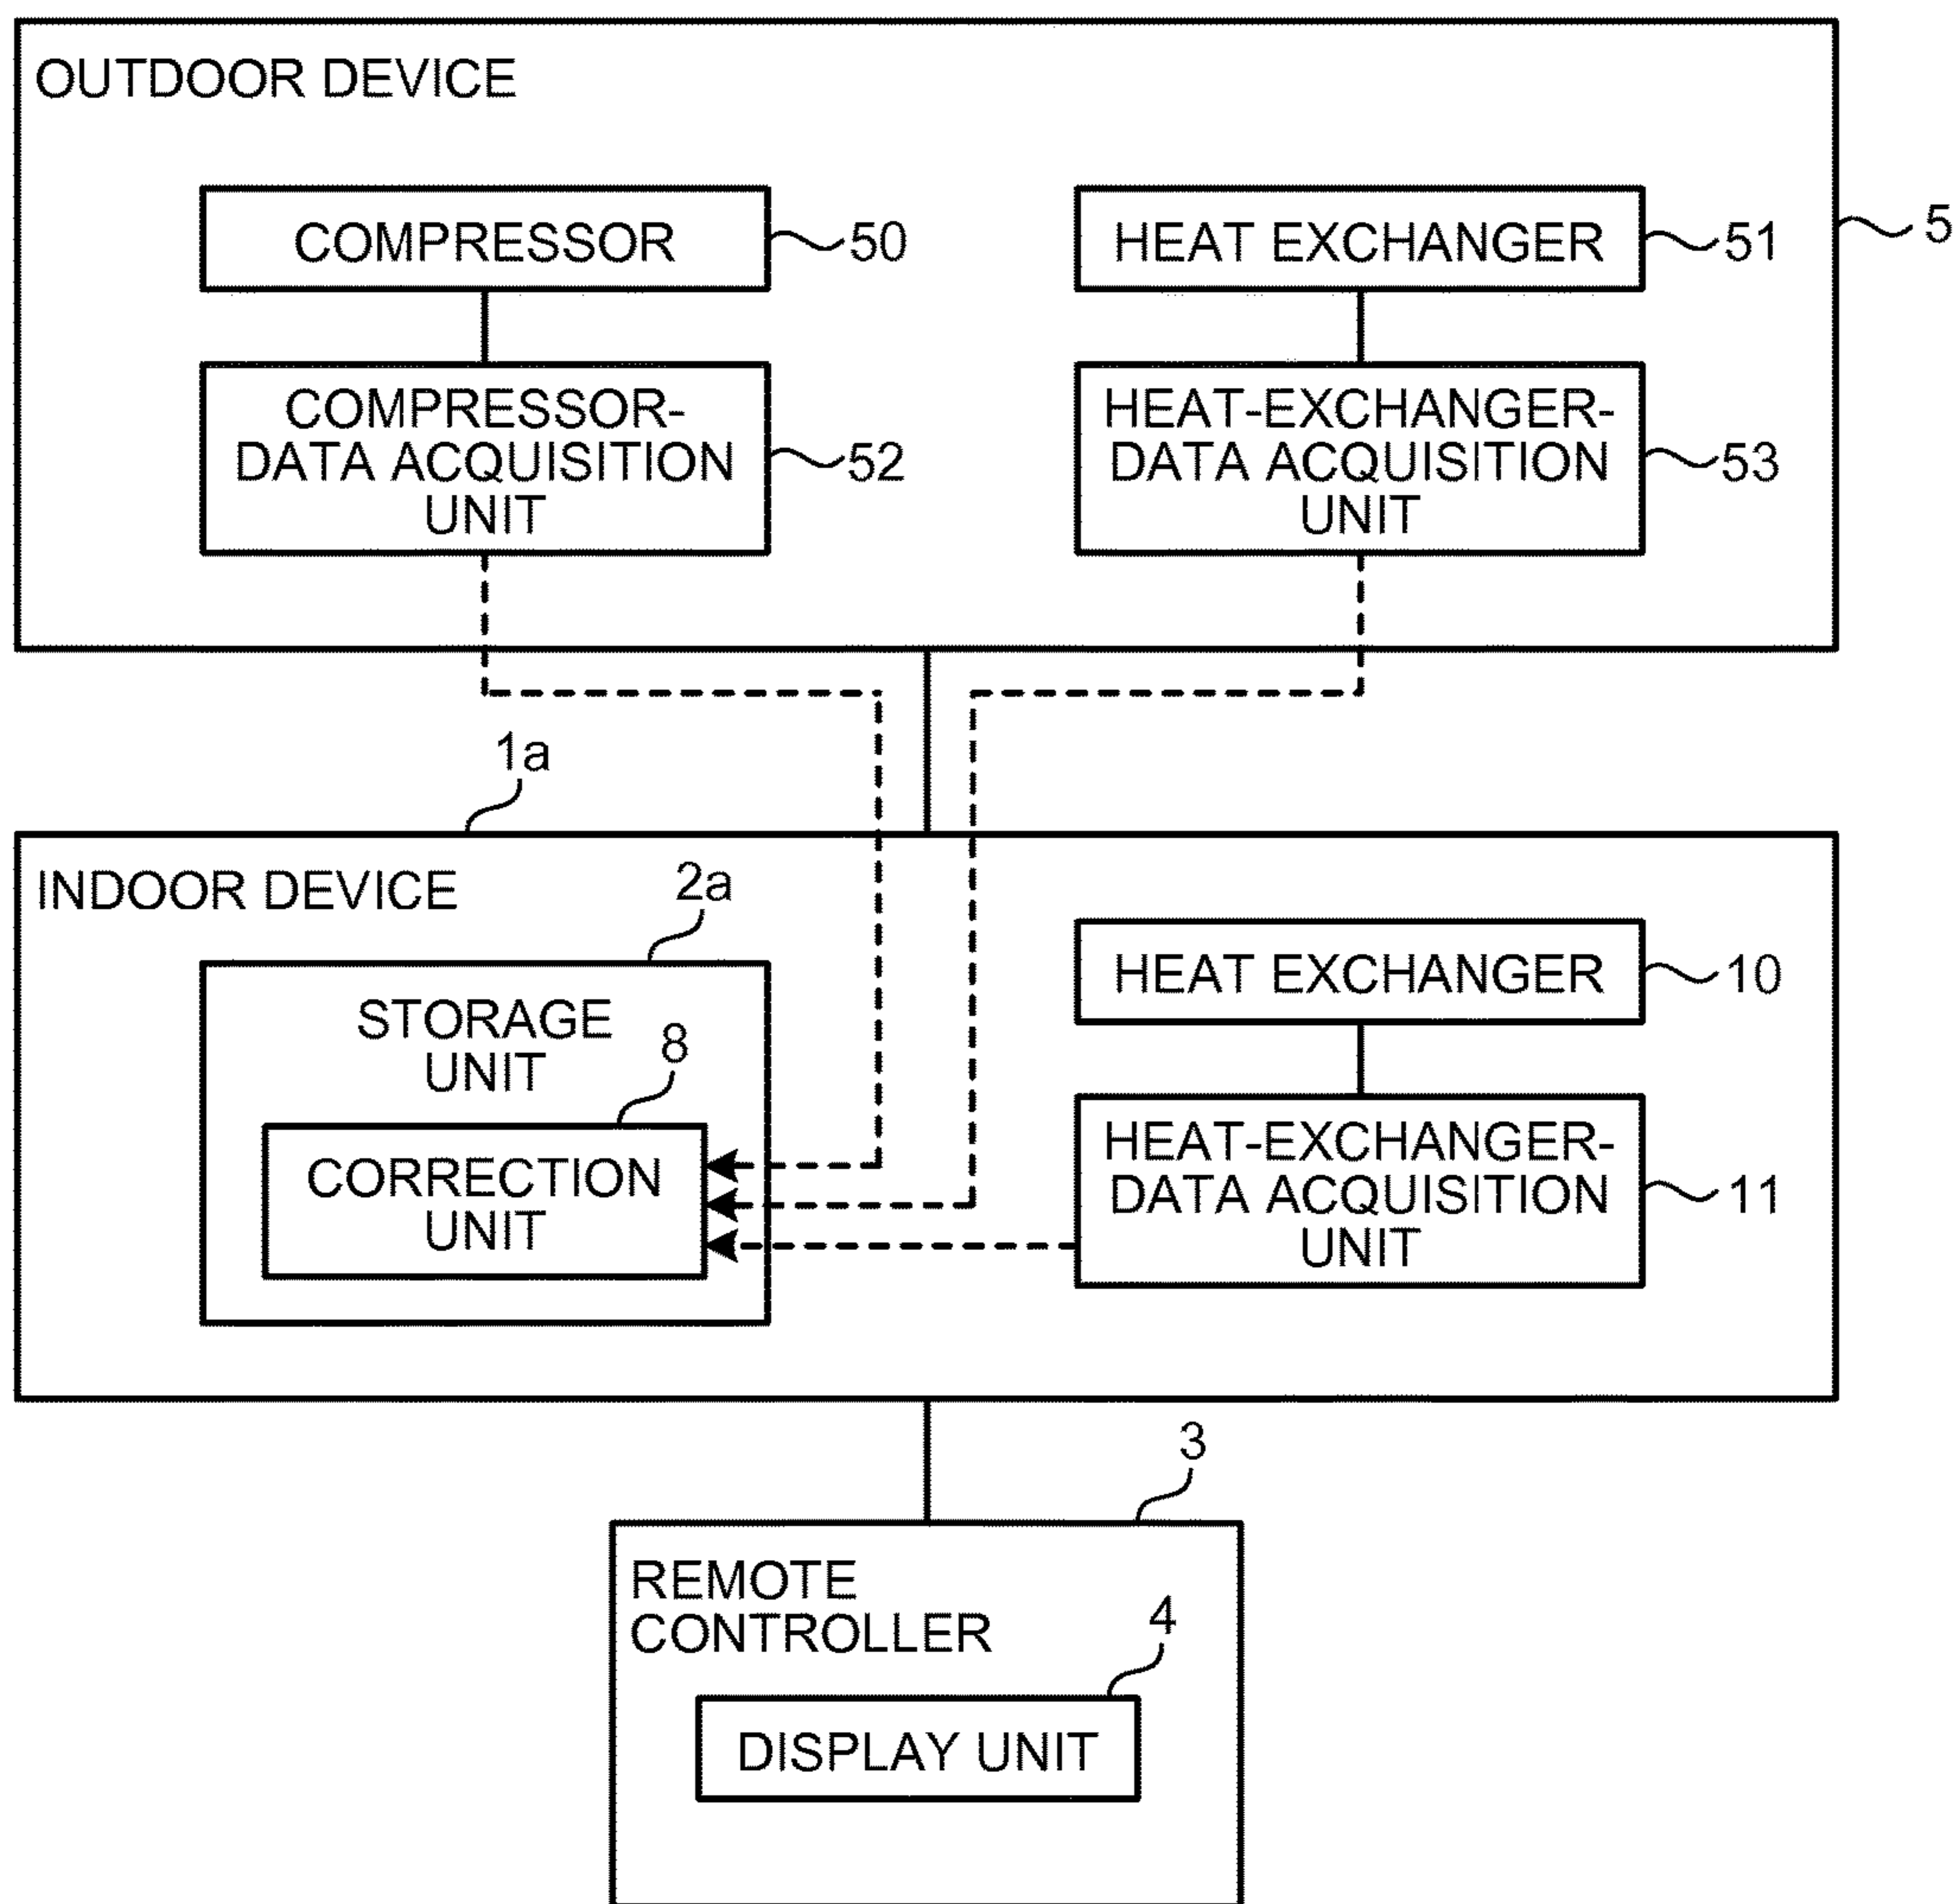 OUTDOOR DEVICE
5
COMPRESSOR
50
HEAT EXCHANGER
51
COMPRESSOR-
DATA ACQUISITION
UNIT
52
HEAT-EXCHANGER-
DATA ACQUISITION
UNIT
53
1a
INDOOR DEVICE
2a
STORAGE
UNIT
8
CORRECTION
UNIT
HEAT EXCHANGER
10
HEAT-EXCHANGER-
DATA ACQUISITION
UNIT
11
3
REMOTE
CONTROLLER
4
DISPLAY UNIT